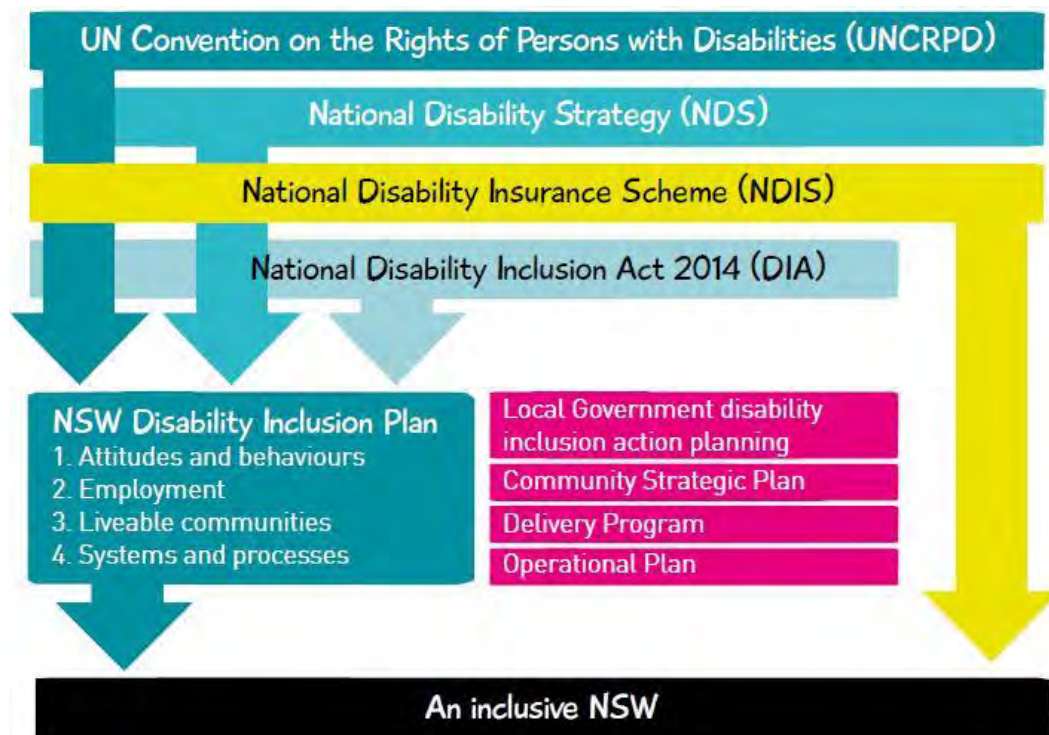 UN Convention on the Rights of Persons with Disabilities (UNCRPD)
National Disability Strategy (NDS)
National Disability Insurance Scheme (NDIS)
National Disability Inclusion Act 2014 (DIA)
NSW Disability Inclusion Plan
1. Attitudes and behaviours
2. Employment
3. Liveable communities
4. Systems and processes
Local Government disability
inclusion action planning
Community Strategic Plan
Delivery Program
Operational Plan
An inclusive NSW